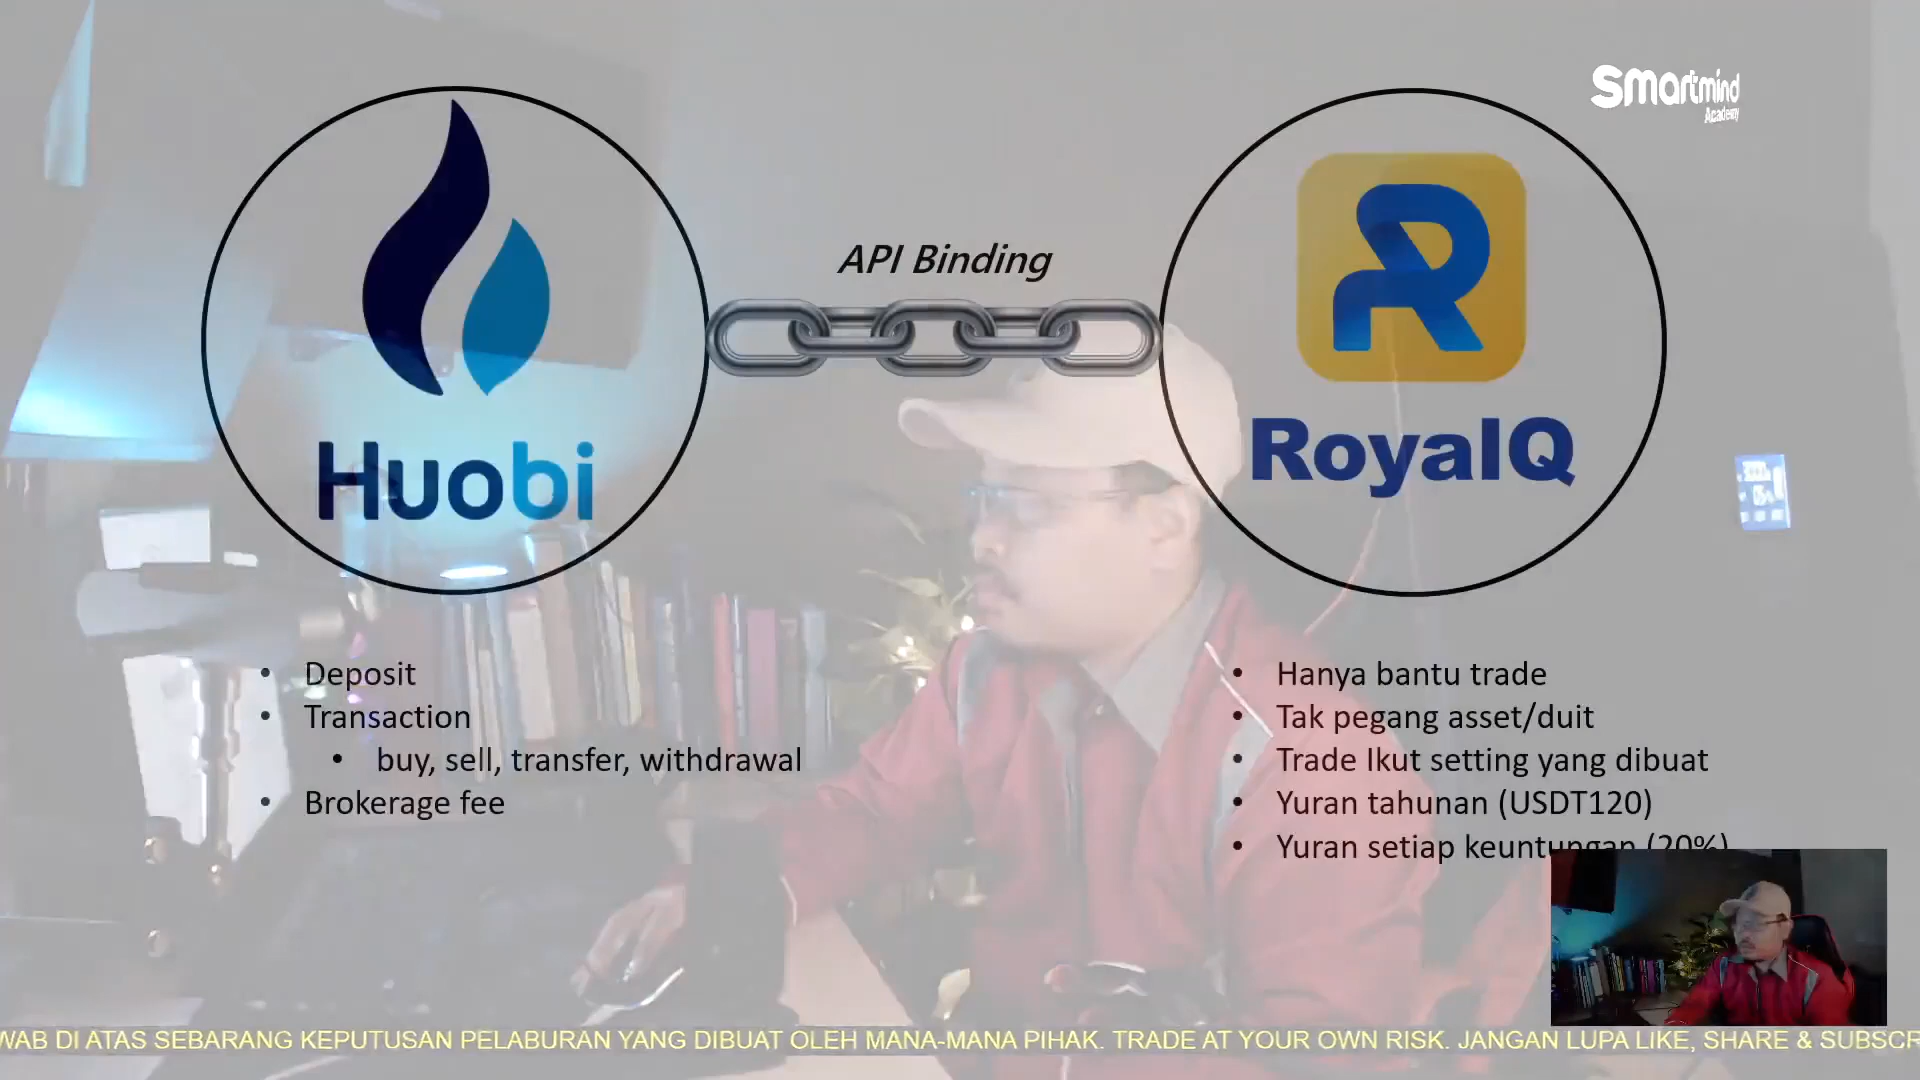 Smartmind
Academy
API Binding
Huobi
RoyalQ
• Deposit
• Transaction
• buy, sell, transfer, withdrawal
• Brokerage fee
• Hanya bantu trade
• Tak pegang asset/duit
• Trade Ikut setting yang dibuat
• Yuran tahunan (USDT120)
• Yuran setiap keuntungan (20%)
WAB DI ATAS SEBARANG KEPUTUSAN PELABURAN YANG DIBUAT OLEH MANA-MANA PIHAK. TRADE AT YOUR OWN RISK. JANGAN LUPA LIKE, SHARE & SUBSCR